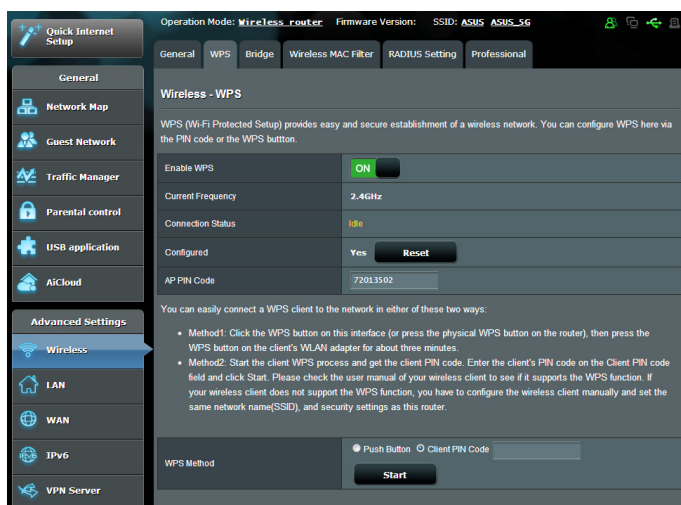 Quick Internet
Setup
Operation Mode: Wireless router Firmware Version: SSID: ASUS ASUS_5G
General WPS Bridge Wireless MAC Filter RADIUS Setting Professional
General
Network Map
Guest Network
Traffic Manager
Parental control
USB application
AiCloud
Advanced Settings
Wireless
LAN
WAN
IPv6
IPv6
VPN Server
Wireless - WPS
WPS (Wi-Fi Protected Setup) provides easy and secure establishment of a wireless network. You can configure WPS here via
the PIN code or the WPS buttton.
Enable WPS ON
Current Frequency 2.4GHz
Connection Status Idle
Configured Yes Reset
AP PIN Code 72013502
You can easily connect a WPS client to the network in either of these two ways:
• Method1: Click the WPS button on this interface (or press the physical WPS button on the router), then press the
WPS button on the client's WLAN adapter for about three minutes.
• Method2: Start the client WPS process and get the client PIN code. Enter the client's PIN code on the Client PIN code
field and click Start. Please check the user manual of your wireless client to see if it supports the WPS function. If
your wireless client does not support the WPS function, you have to configure the wireless client manually and set the
same network name(SSID), and security settings as this router.
WPS Method Push Button Client PIN Code
Start